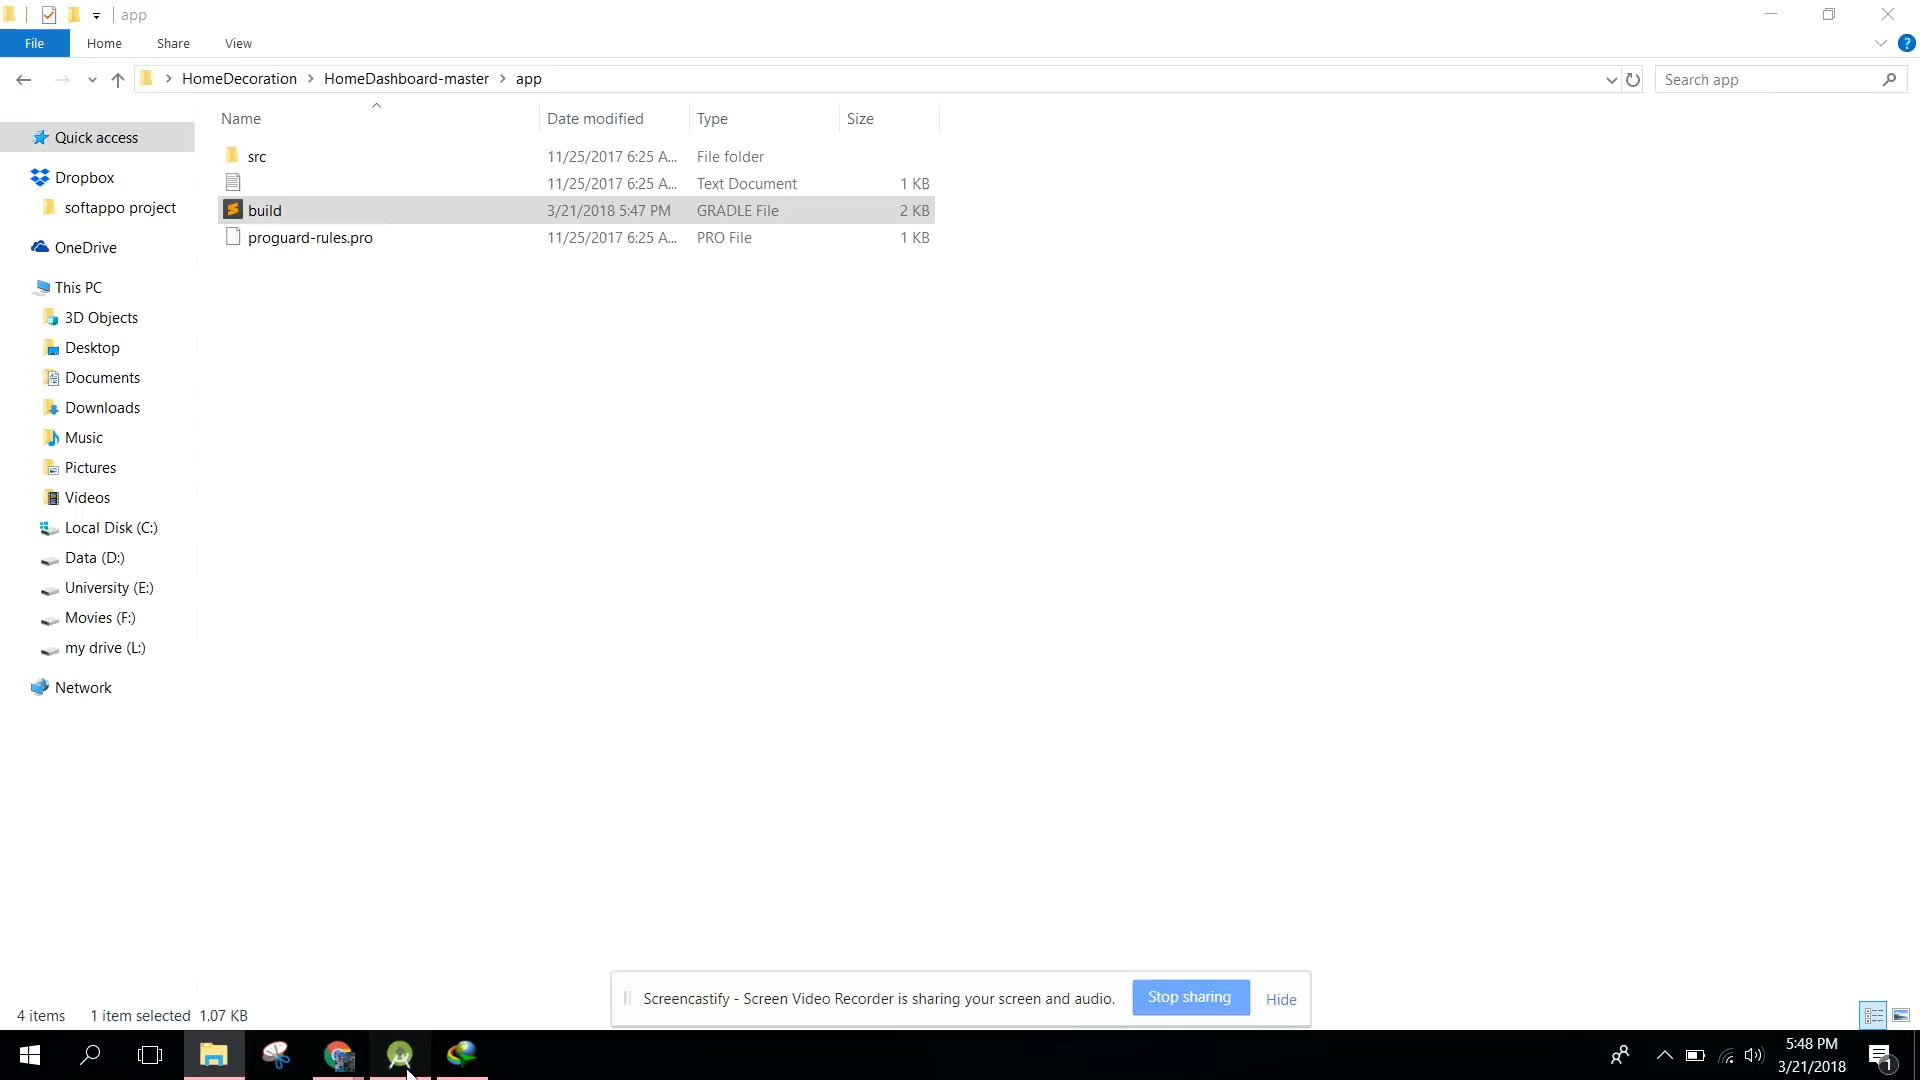 app
File Home Share View
HomeDecoration HomeDashboard-master app Search app
Name Date modified Type Size
Quick access
Dropbox
softappo project
OneDrive
This PC
3D Objects
Desktop
Documents
Downloads
Music
Pictures
Videos
Local Disk (C:)
Data (D:)
University (E:)
Movies (F:)
my drive (L:)
Network
src 11/25/2017 6:25 A... File folder
11/25/2017 6:25 A... Text Document 1 KB
build 3/21/2018 5:47 PM GRADLE File 2 KB
proguard-rules.pro 11/25/2017 6:25 A... PRO File 1 KB
Screencastify - Screen Video Recorder is sharing your screen and audio. Stop sharing Hide
4 items 1 item selected 1.07 KB
5:48 PM
3/21/2018
1